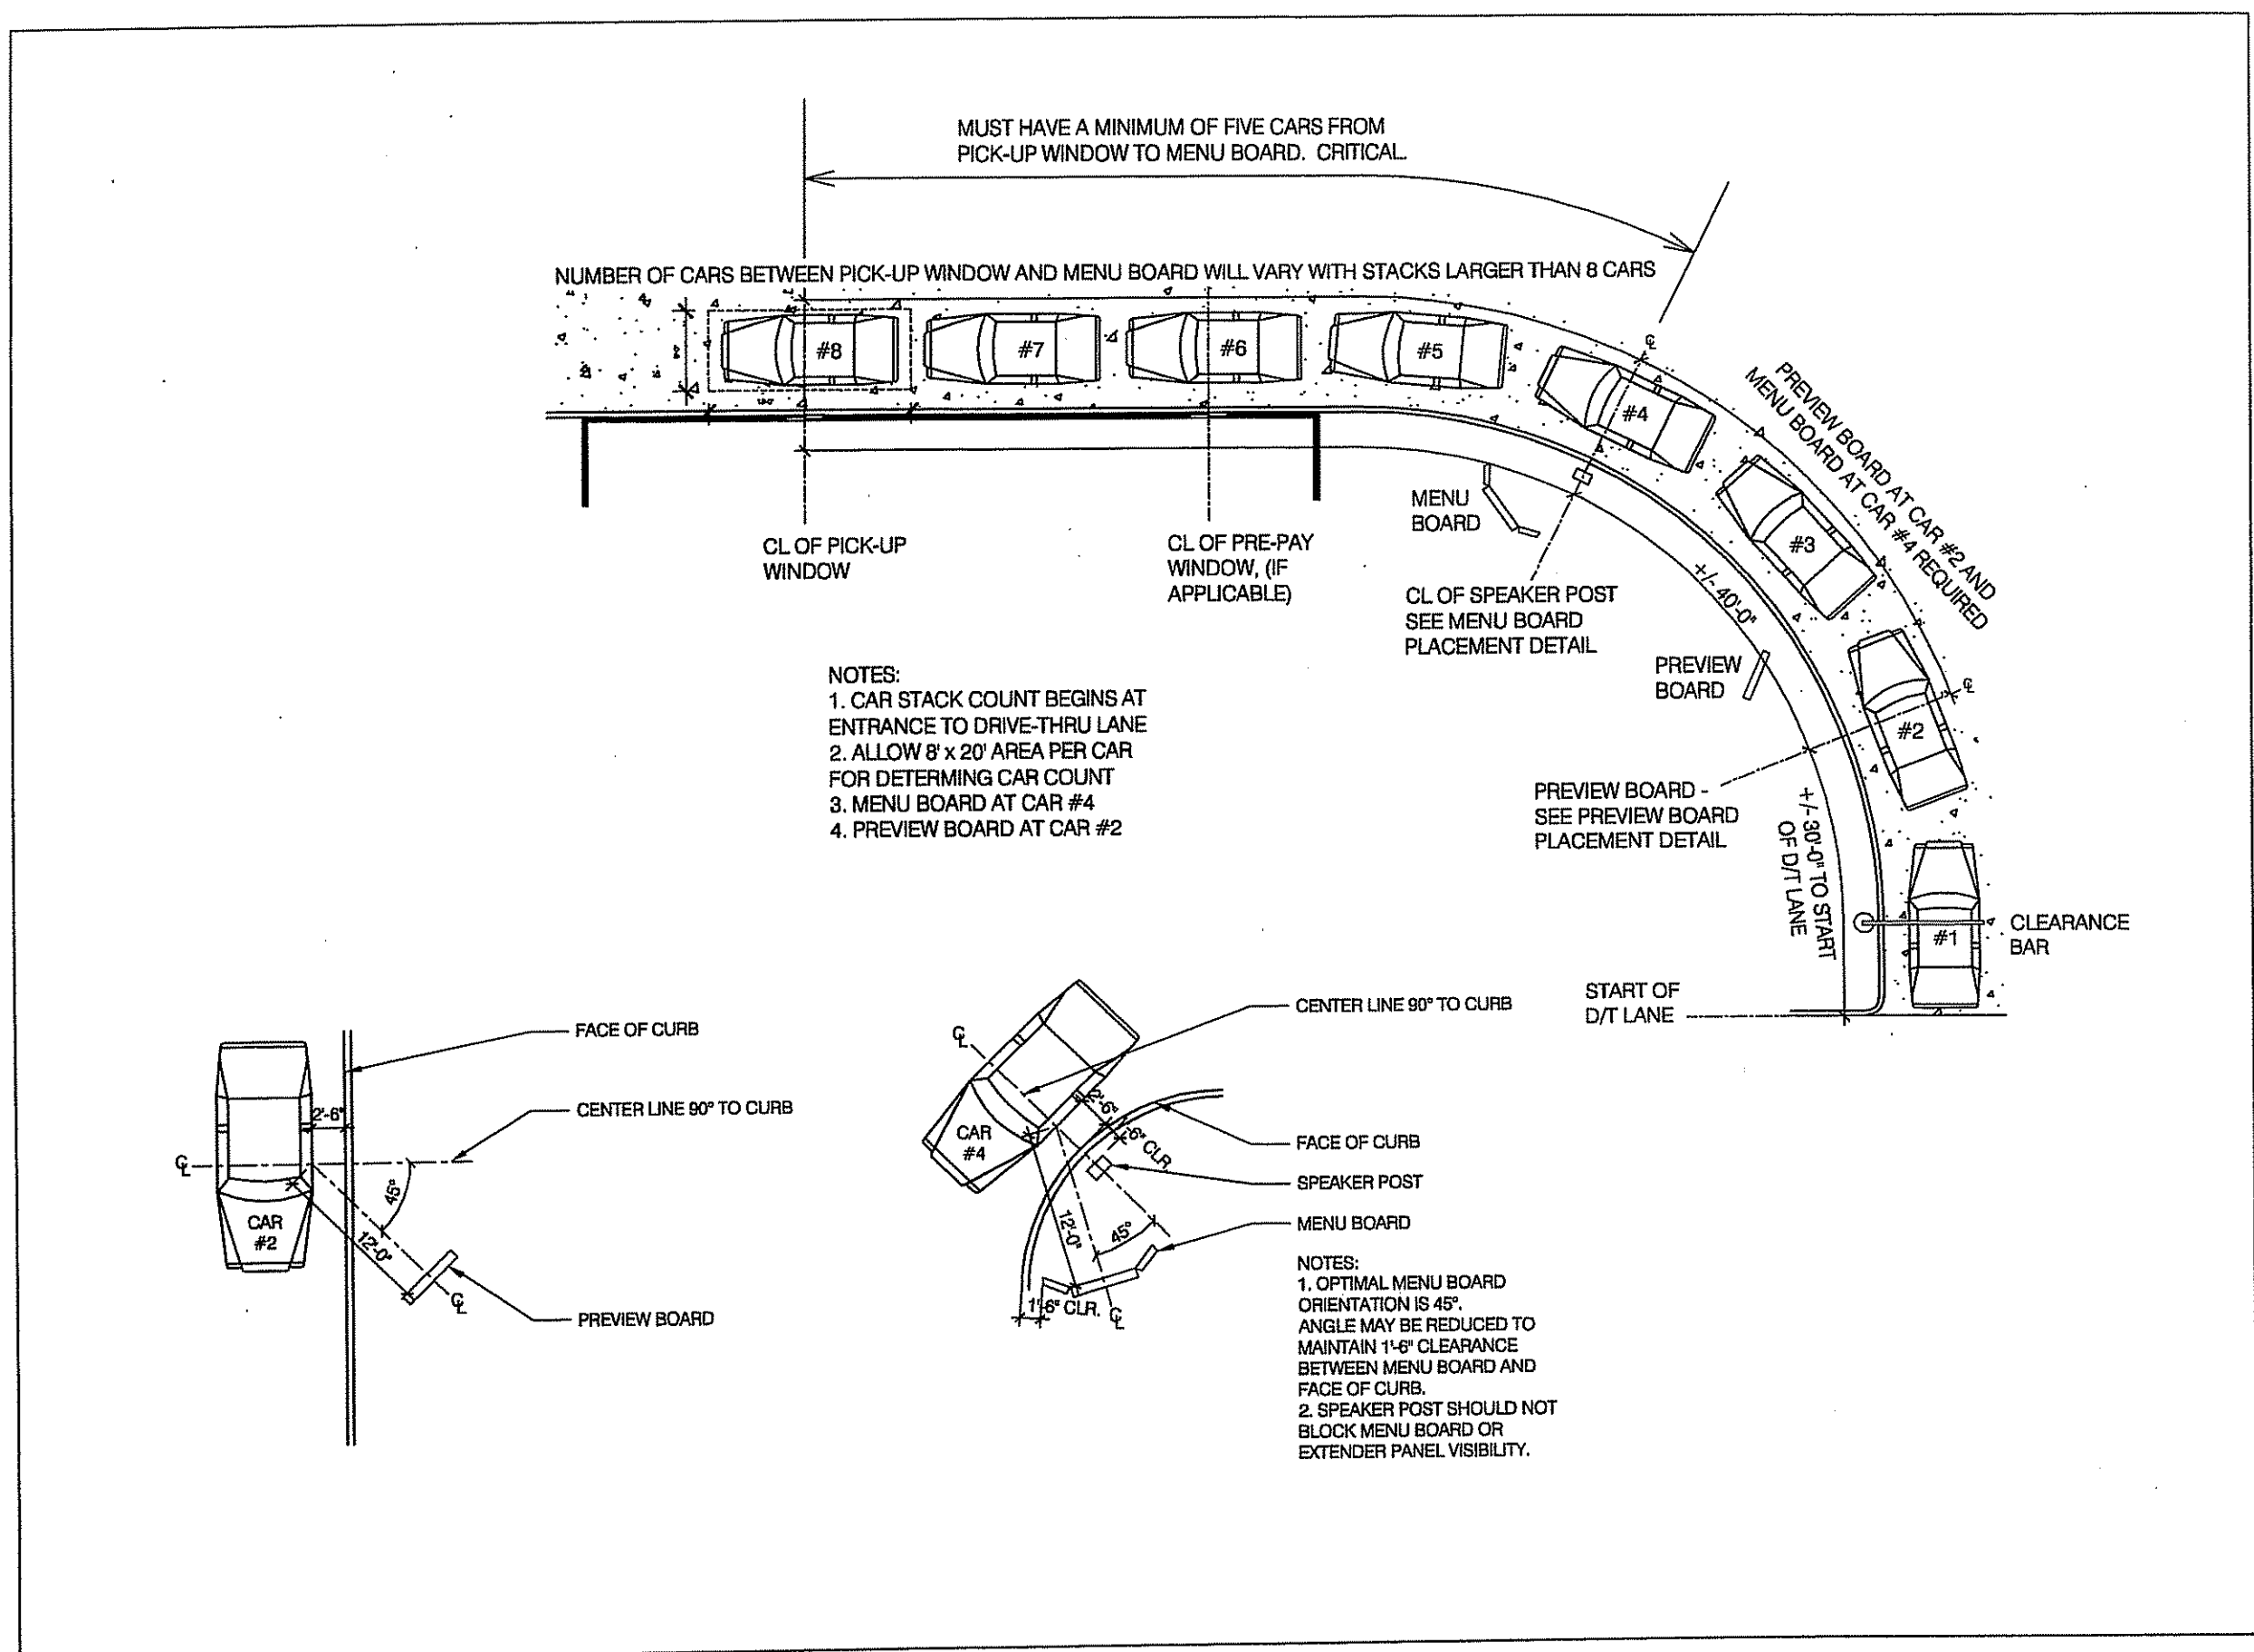 MUST HAVE A MINIMUM OF FIVE CARS FROM
PICK-UP WINDOW TO MENU BOARD. CRITICAL.
NUMBER OF CARS BETWEEN PICK-UP WINDOW AND MENU BOARD WILL VARY WITH STACKS LARGER THAN 8 CARS
#8
#7
#6
#5
#4
#3
#2
#1
℄
PREVIEW BOARD AT CAR #2 AND
MENU BOARD AT CAR #4 REQUIRED
℄
MENU
BOARD
CL OF PICK-UP
WINDOW
CL OF PRE-PAY
WINDOW, (IF
APPLICABLE)
CL OF SPEAKER POST
SEE MENU BOARD
PLACEMENT DETAIL
+/- 40'-0"
PREVIEW
BOARD
NOTES:
1. CAR STACK COUNT BEGINS AT
ENTRANCE TO DRIVE-THRU LANE
2. ALLOW 8' x 20' AREA PER CAR
FOR DETERMING CAR COUNT
3. MENU BOARD AT CAR #4
4. PREVIEW BOARD AT CAR #2
PREVIEW BOARD -
SEE PREVIEW BOARD
PLACEMENT DETAIL
+/- 30'-0" TO START
OF D/T LANE
CLEARANCE
BAR
START OF
D/T LANE
FACE OF CURB
2'-6"
CENTER LINE 90° TO CURB
℄
45°
CAR
#2
12'-0"
℄
PREVIEW BOARD
CENTER LINE 90° TO CURB
℄
2'-6"
CAR
#4
-6" CLR.
FACE OF CURB
SPEAKER POST
12'-0"
45°
MENU BOARD
1'-6" CLR.
℄
NOTES:
1. OPTIMAL MENU BOARD
ORIENTATION IS 45°.
ANGLE MAY BE REDUCED TO
MAINTAIN 1'-6" CLEARANCE
BETWEEN MENU BOARD AND
FACE OF CURB.
2. SPEAKER POST SHOULD NOT
BLOCK MENU BOARD OR
EXTENDER PANEL VISIBILITY.